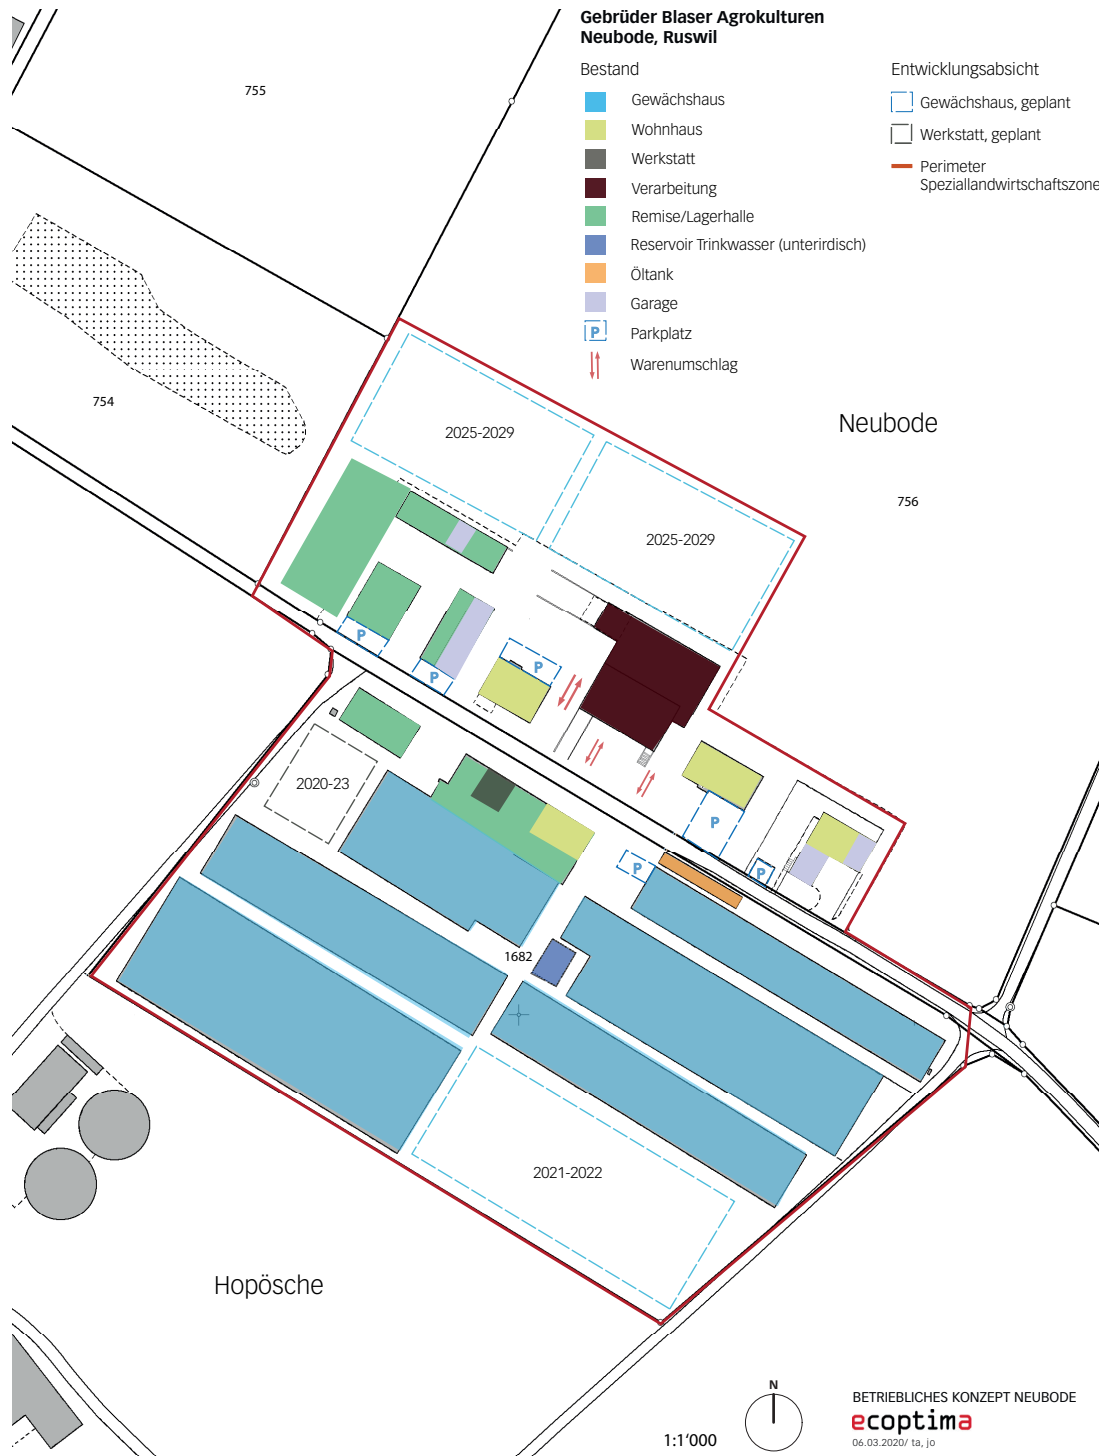 Gebrüder Blaser Agrokulturen
Neubode, Ruswil
Bestand
Gewächshaus
Wohnhaus
Werkstatt
Verarbeitung
Remise/Lagerhalle
Reservoir Trinkwasser (unterirdisch)
Öltank
Garage
P Parkplatz
Warenumschlag
Entwicklungsabsicht
Gewächshaus, geplant
Werkstatt, geplant
Perimeter
Speziallandwirtschaftszone
755
754
Neubode
756
2025-2029
2025-2029
P
P
P
2020-23
P
P
P
1682
2021-2022
Hopösche
N
1:1'000
BETRIEBLICHES KONZEPT NEUBODE
ecoptima
06.03.2020/ ta, jo